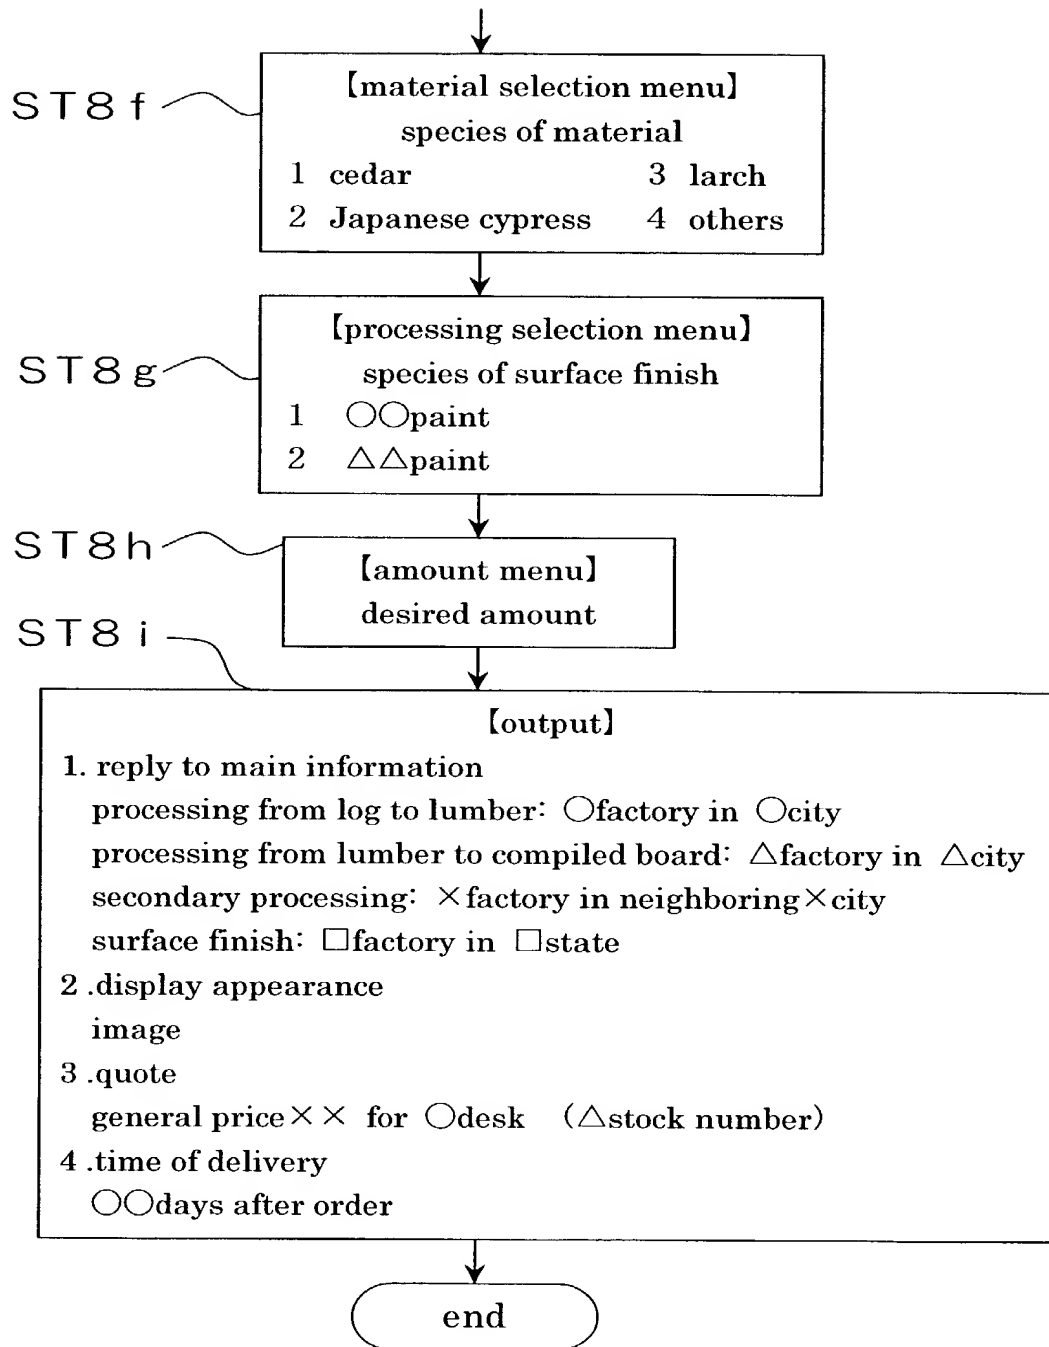 ST8f
【material selection menu】
species of material
1 cedar 3 larch
2 Japanese cypress 4 others
ST8g
【processing selection menu】
species of surface finish
1 ○○paint
2 △△paint
ST8h
【amount menu】
desired amount
ST8i
【output】
1. reply to main information
processing from log to lumber: ○factory in ○city
processing from lumber to compiled board: △factory in △city
secondary processing: ×factory in neighboring×city
surface finish: □factory in □state
2 .display appearance
image
3 .quote
general price×× for ○desk (△stock number)
4 .time of delivery
○○days after order
end